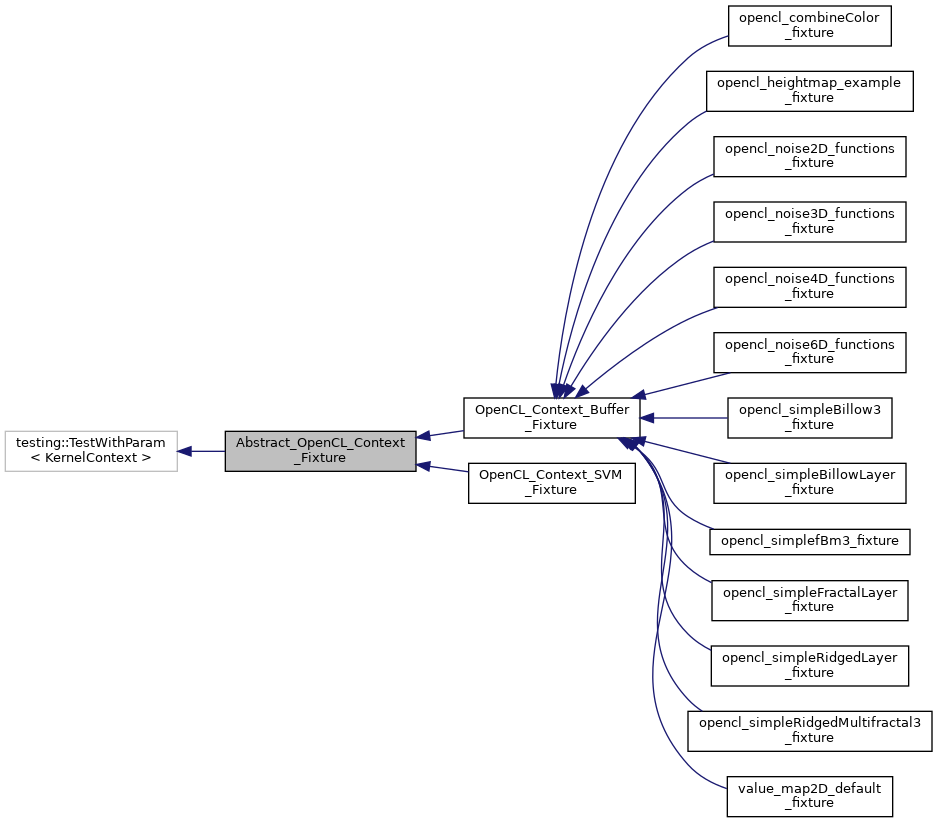 testing::TestWithParam
< KernelContext >
Abstract_OpenCL_Context
_Fixture
OpenCL_Context_Buffer
_Fixture
OpenCL_Context_SVM
_Fixture
opencl_combineColor
_fixture
opencl_heightmap_example
_fixture
opencl_noise2D_functions
_fixture
opencl_noise3D_functions
_fixture
opencl_noise4D_functions
_fixture
opencl_noise6D_functions
_fixture
opencl_simpleBillow3
_fixture
opencl_simpleBillowLayer
_fixture
opencl_simplefBm3_fixture
opencl_simpleFractalLayer
_fixture
opencl_simpleRidgedLayer
_fixture
opencl_simpleRidgedMultifractal3
_fixture
value_map2D_default
_fixture